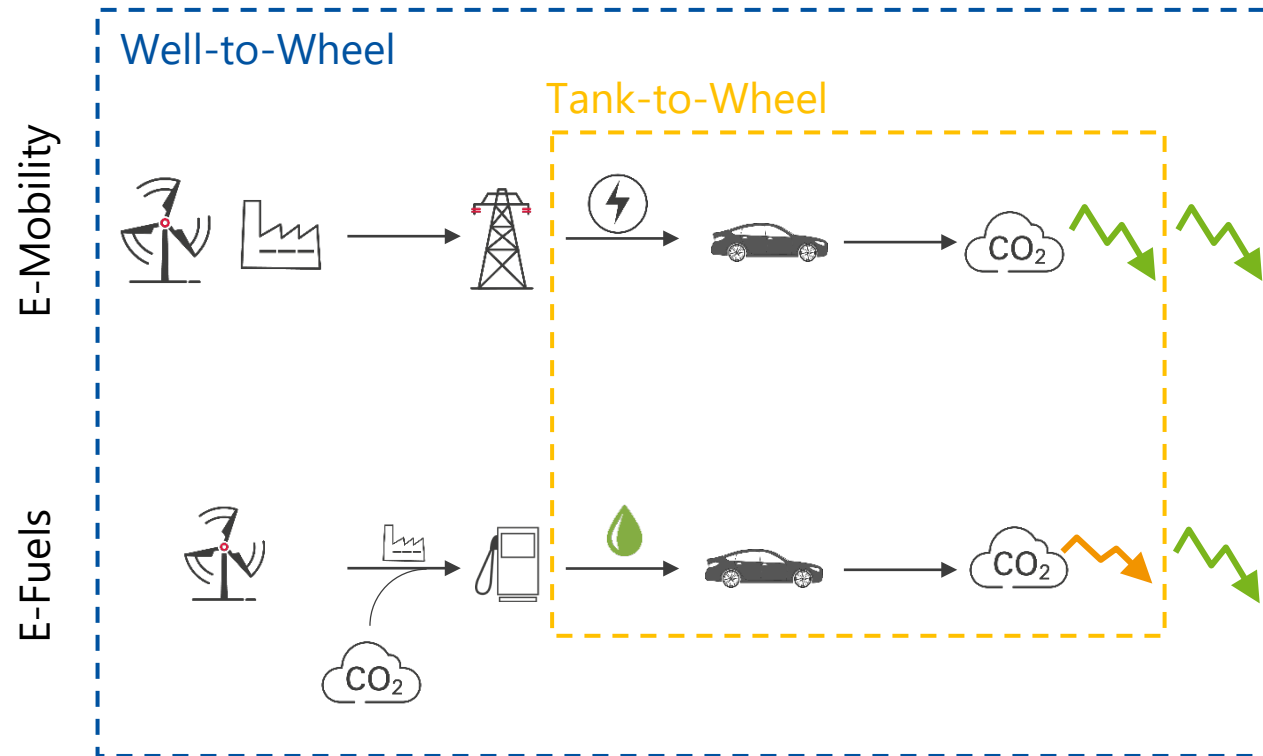 Well-to-Wheel
Tank-to-Wheel
E-Mobility
CO₂
E-Fuels
CO₂
CO₂